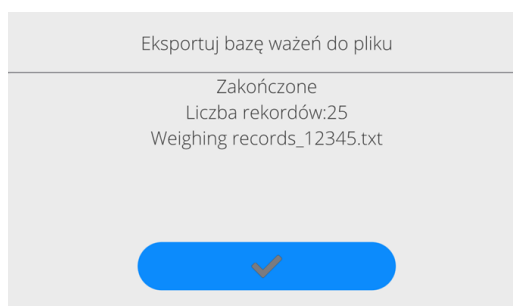 Eksportuj bazę ważeń do pliku
Zakończone
Liczba rekordów:25
Weighing records_12345.txt